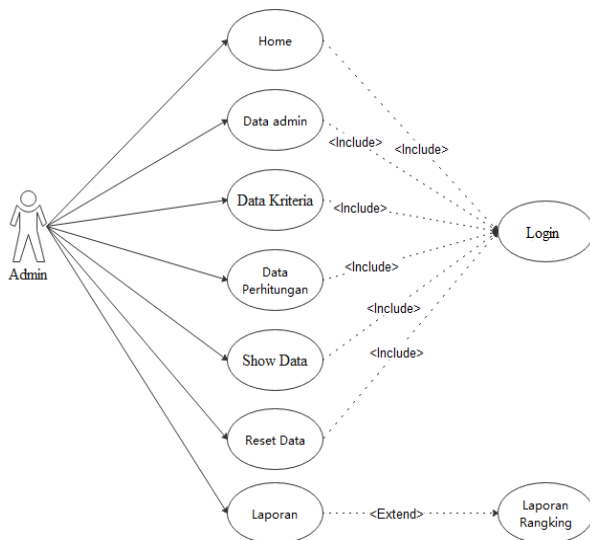 Home
Data admin
<Include>
<Include>
Data Kriteria
<Include>
Admin
Login
Data
Perhitungan
<Include>
<Include>
Show Data
<Include>
Reset Data
Laporan
<Extend>
Laporan
Rangking